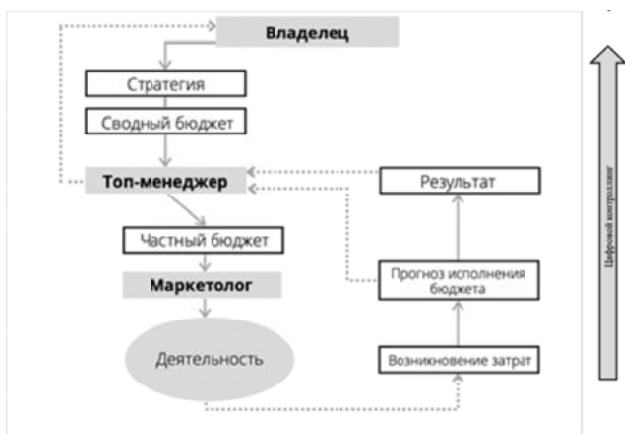 Владелец
Стратегия
Сводный бюджет
Топ-менеджер
Результат
Частный бюджет
Прогноз исполнения
бюджета
Маркетолог
Деятельность
Возникновение затрат
Цифровой контроллинг